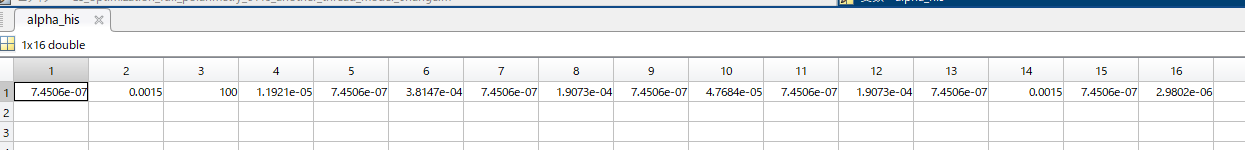 alpha_his
1x16 double
1 2 3 4 5 6 7 8 9 10 11 12 13 14 15 16
1 7.4506e-07 0.0015 100 1.1921e-05 7.4506e-07 3.8147e-04 7.4506e-07 1.9073e-04 7.4506e-07 4.7684e-05 7.4506e-07 1.9073e-04 7.4506e-07 0.0015 7.4506e-07 2.9802e-06
2
3